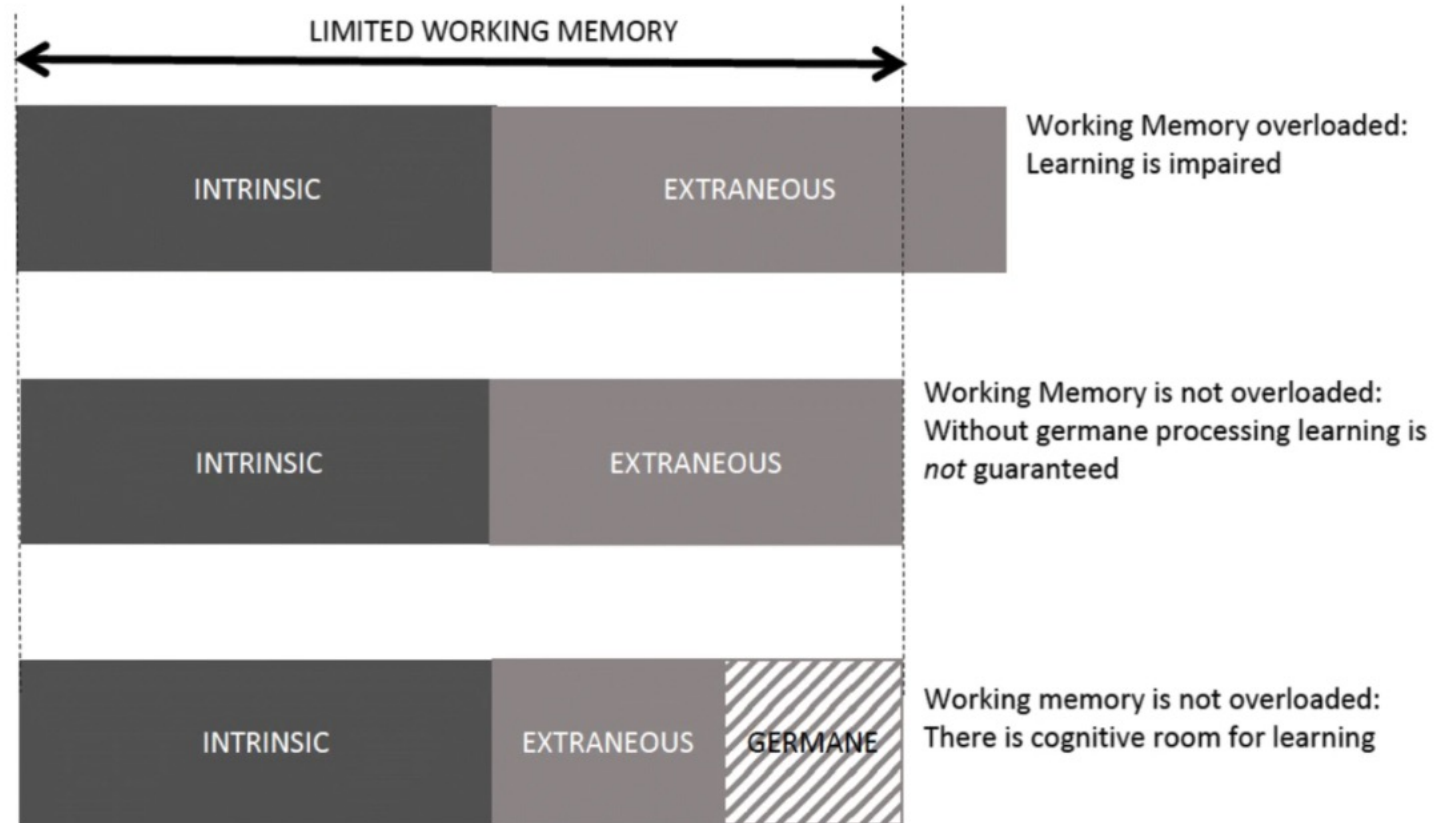 LIMITED WORKING MEMORY
INTRINSIC
EXTRANEOUS
Working Memory overloaded:
Learning is impaired
INTRINSIC
EXTRANEOUS
Working Memory is not overloaded:
Without germane processing learning is
not guaranteed
INTRINSIC
EXTRANEOUS
GERMANE
Working memory is not overloaded:
There is cognitive room for learning